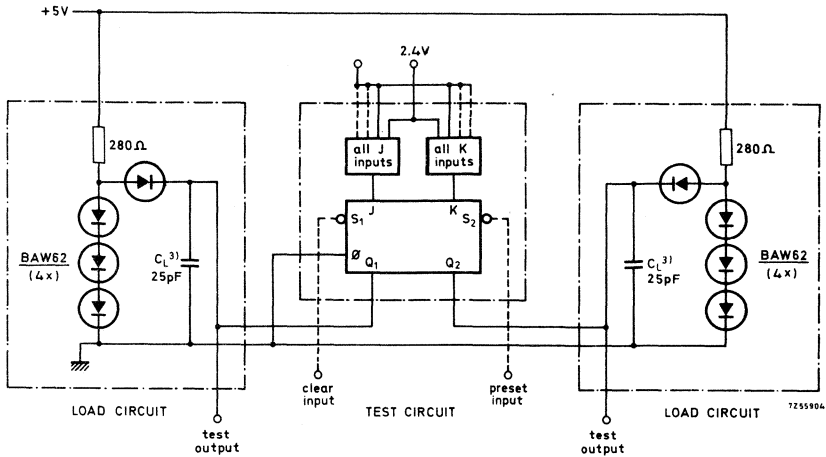 +5V
2.4V
280Ω
all J
inputs
all K
inputs
280Ω
J
K
S1
S2
BAW62
(4x)
CL3)
25pF
Ø
Q1
Q2
CL3)
25pF
BAW62
(4x)
clear
input
preset
input
LOAD CIRCUIT
TEST CIRCUIT
LOAD CIRCUIT
7Z55904
test
output
test
output